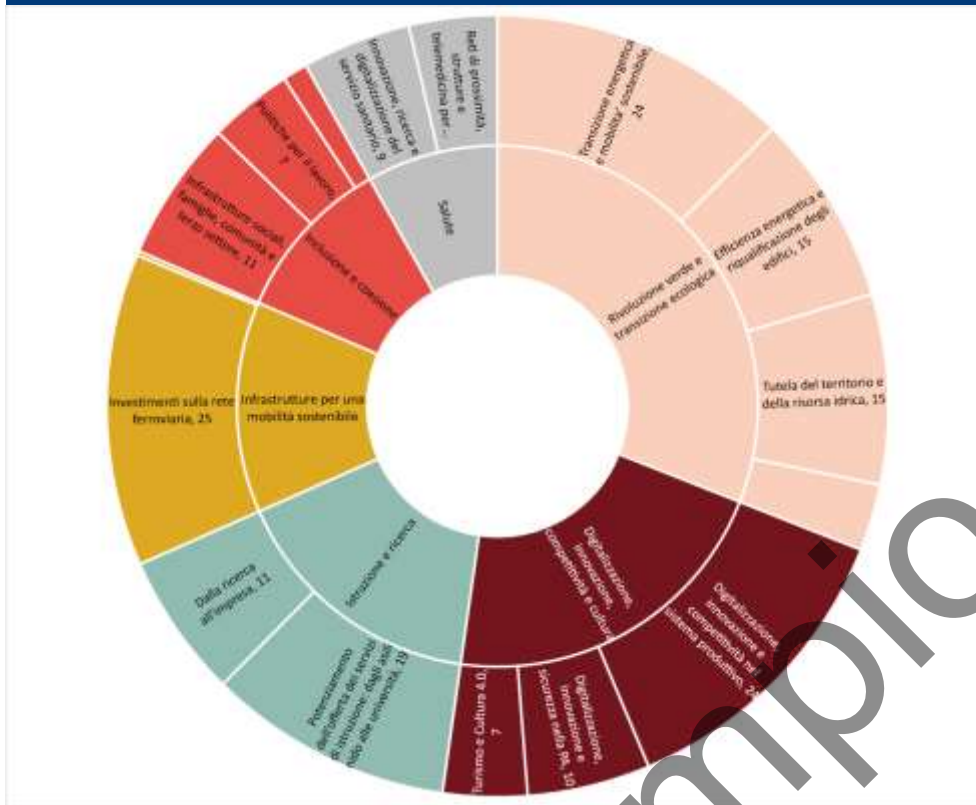 Transizione energetica
e mobilita' sostenibile,
24
Efficienza energetica e
riqualificazione degli
edifici, 15
Tutela del territorio e
della risorsa idrica, 15
Rivoluzione verde e
transizione ecologica
Digitalizzazione,
innovazione,
competitività e cultura
Digitalizzazione,
innovazione e
competitività nel
sistema produttivo, 24
Digitalizzazione,
innovazione e
sicurezza nella PA, 10
Turismo e Cultura 4.0,
7
Istruzione e ricerca
Potenziamento
dell'offerta dei servizi
di istruzione: dagli asili
nido alle università, 19
Dalla ricerca
all'impresa, 11
Infrastrutture per una
mobilità sostenibile
Investimenti sulla rete
ferroviaria, 25
Inclusione e coesione
Infrastrutture sociali,
famiglie, comunità e
terzo settore, 11
Politiche per il lavoro,
7
Salute
Innovazione, ricerca e
digitalizzazione del
servizio sanitario, 9
Reti di prossimità,
strutture e
telemedicina per …